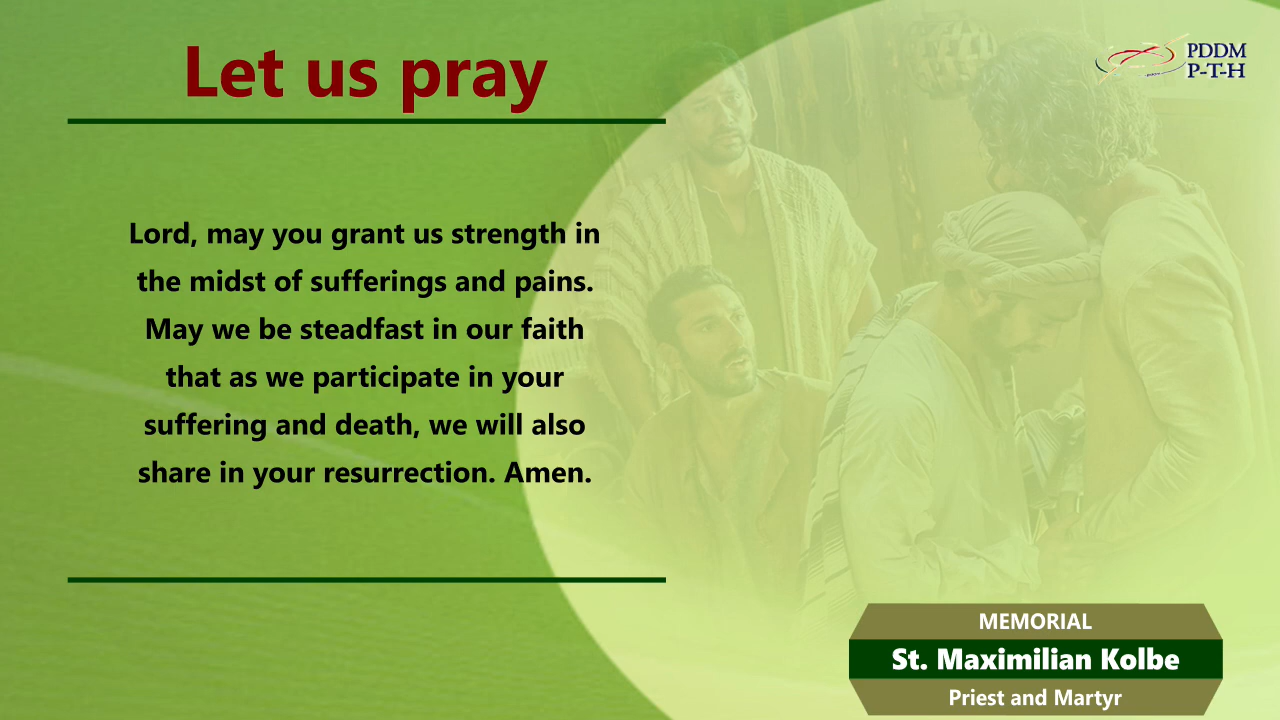 Let us pray
Lord, may you grant us strength in
the midst of sufferings and pains.
May we be steadfast in our faith
that as we participate in your
suffering and death, we will also
share in your resurrection. Amen.
PDDM
P-T-H
MEMORIAL
St. Maximilian Kolbe
Priest and Martyr